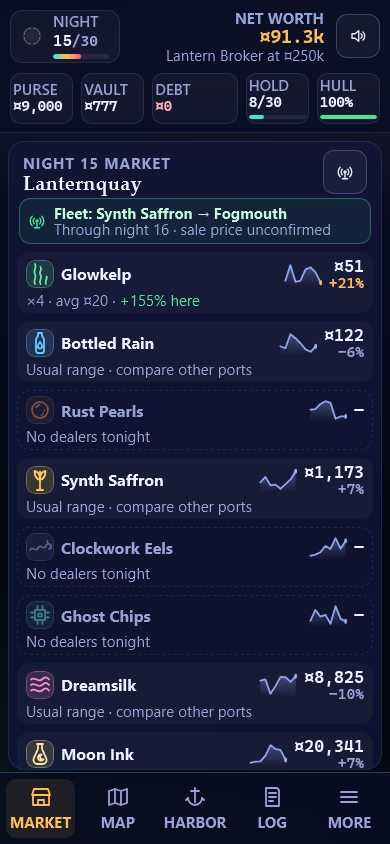 NIGHT
15/30
NET WORTH
¤91.3k
Lantern Broker at ¤250k
PURSE
¤9,000
VAULT
¤777
DEBT
¤0
HOLD
8/30
HULL
100%
NIGHT 15 MARKET
Lanternquay
Fleet: Synth Saffron → Fogmouth
Through night 16 · sale price unconfirmed
Glowkelp
¤51
+21%
×4 · avg ¤20 · +155% here
Bottled Rain
¤122
−6%
Usual range · compare other ports
Rust Pearls
–
No dealers tonight
Synth Saffron
¤1,173
+7%
Usual range · compare other ports
Clockwork Eels
–
No dealers tonight
Ghost Chips
–
No dealers tonight
Dreamsilk
¤8,825
−10%
Usual range · compare other ports
Moon Ink
¤20,341
+7%
MARKET
MAP
HARBOR
LOG
MORE